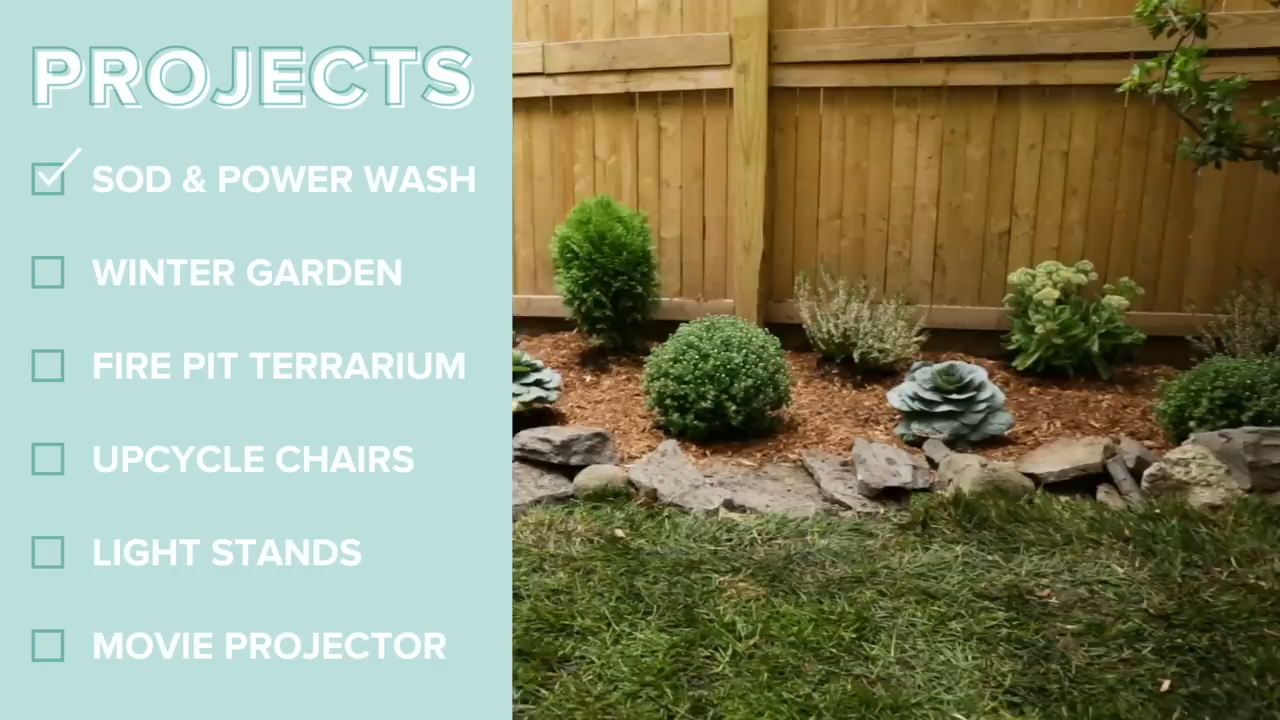 PROJECTS
SOD & POWER WASH
WINTER GARDEN
FIRE PIT TERRARIUM
UPCYCLE CHAIRS
LIGHT STANDS
MOVIE PROJECTOR